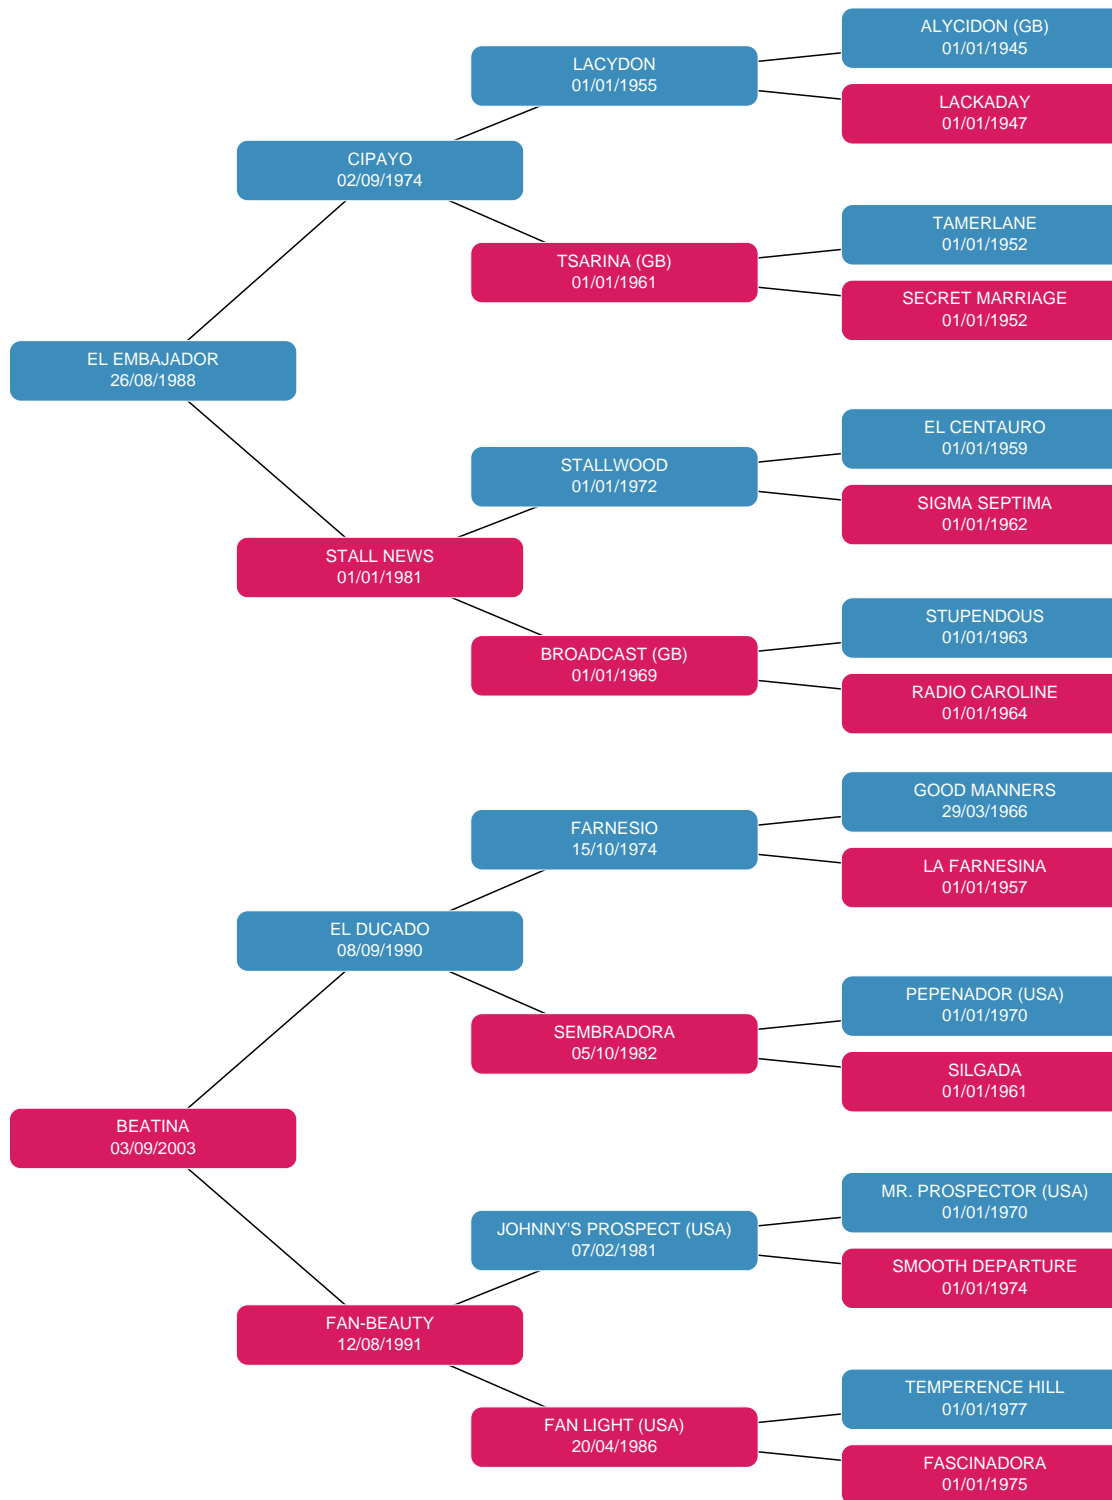 ALYCIDON (GB)
01/01/1945
LACYDON
01/01/1955
LACKADAY
01/01/1947
CIPAYO
02/09/1974
TAMERLANE
01/01/1952
TSARINA (GB)
01/01/1961
SECRET MARRIAGE
01/01/1952
EL EMBAJADOR
26/08/1988
EL CENTAURO
01/01/1959
STALLWOOD
01/01/1972
SIGMA SEPTIMA
01/01/1962
STALL NEWS
01/01/1981
STUPENDOUS
01/01/1963
BROADCAST (GB)
01/01/1969
RADIO CAROLINE
01/01/1964
GOOD MANNERS
29/03/1966
FARNESIO
15/10/1974
LA FARNESINA
01/01/1957
EL DUCADO
08/09/1990
PEPENADOR (USA)
01/01/1970
SEMBRADORA
05/10/1982
SILGADA
01/01/1961
BEATINA
03/09/2003
MR. PROSPECTOR (USA)
01/01/1970
JOHNNY'S PROSPECT (USA)
07/02/1981
SMOOTH DEPARTURE
01/01/1974
FAN-BEAUTY
12/08/1991
TEMPERENCE HILL
01/01/1977
FAN LIGHT (USA)
20/04/1986
FASCINADORA
01/01/1975